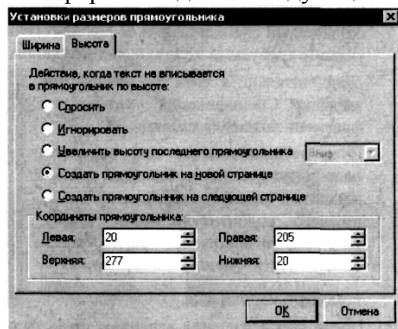 Установки размеров прямоугольника
Ширина Высота
Действие, когда текст не вписывается
в прямоугольник по высоте:
Спросить
Игнорировать
Увеличить высоту последнего прямоугольника Вниз
Создать прямоугольник на новой странице
Создать прямоугольник на следующей странице
Координаты прямоугольника:
Левая: 20 Правая: 205
Верхняя: 277 Нижняя: 20
OK Отмена